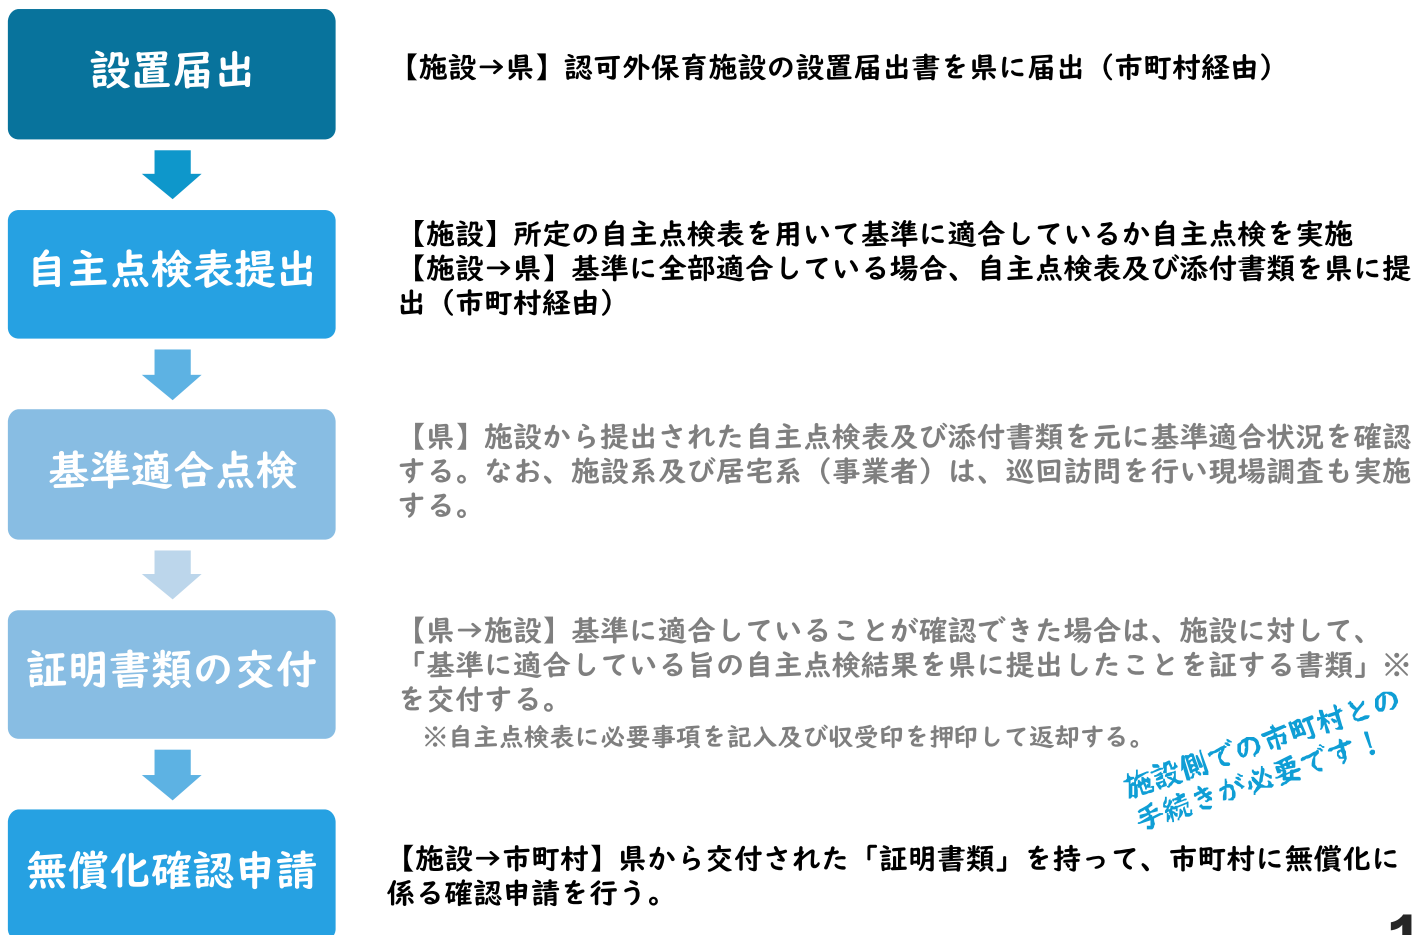 設置届出
【施設→県】認可外保育施設の設置届出書を県に届出（市町村経由）
自主点検表提出
【施設】所定の自主点検表を用いて基準に適合しているか自主点検を実施
【施設→県】基準に全部適合している場合、自主点検表及び添付書類を県に提
出（市町村経由）
基準適合点検
【県】施設から提出された自主点検表及び添付書類を元に基準適合状況を確認
する。なお、施設系及び居宅系（事業者）は、巡回訪問を行い現場調査も実施
する。
証明書類の交付
【県→施設】基準に適合していることが確認できた場合は、施設に対して、
「基準に適合している旨の自主点検結果を県に提出したことを証する書類」※
を交付する。
※自主点検表に必要事項を記入及び収受印を押印して返却する。
施設側での市町村との
手続きが必要です！
無償化確認申請
【施設→市町村】県から交付された「証明書類」を持って、市町村に無償化に
係る確認申請を行う。
1